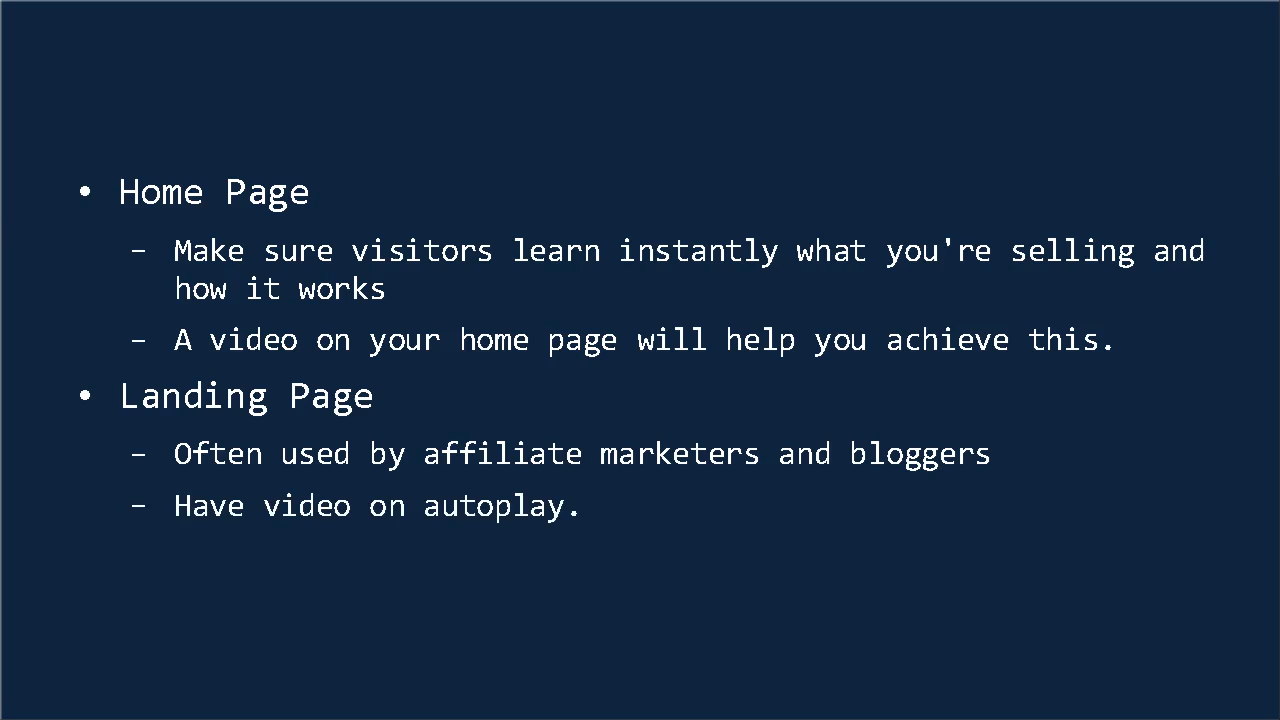 • Home Page
– Make sure visitors learn instantly what you're selling and
how it works
– A video on your home page will help you achieve this.
• Landing Page
– Often used by affiliate marketers and bloggers
– Have video on autoplay.